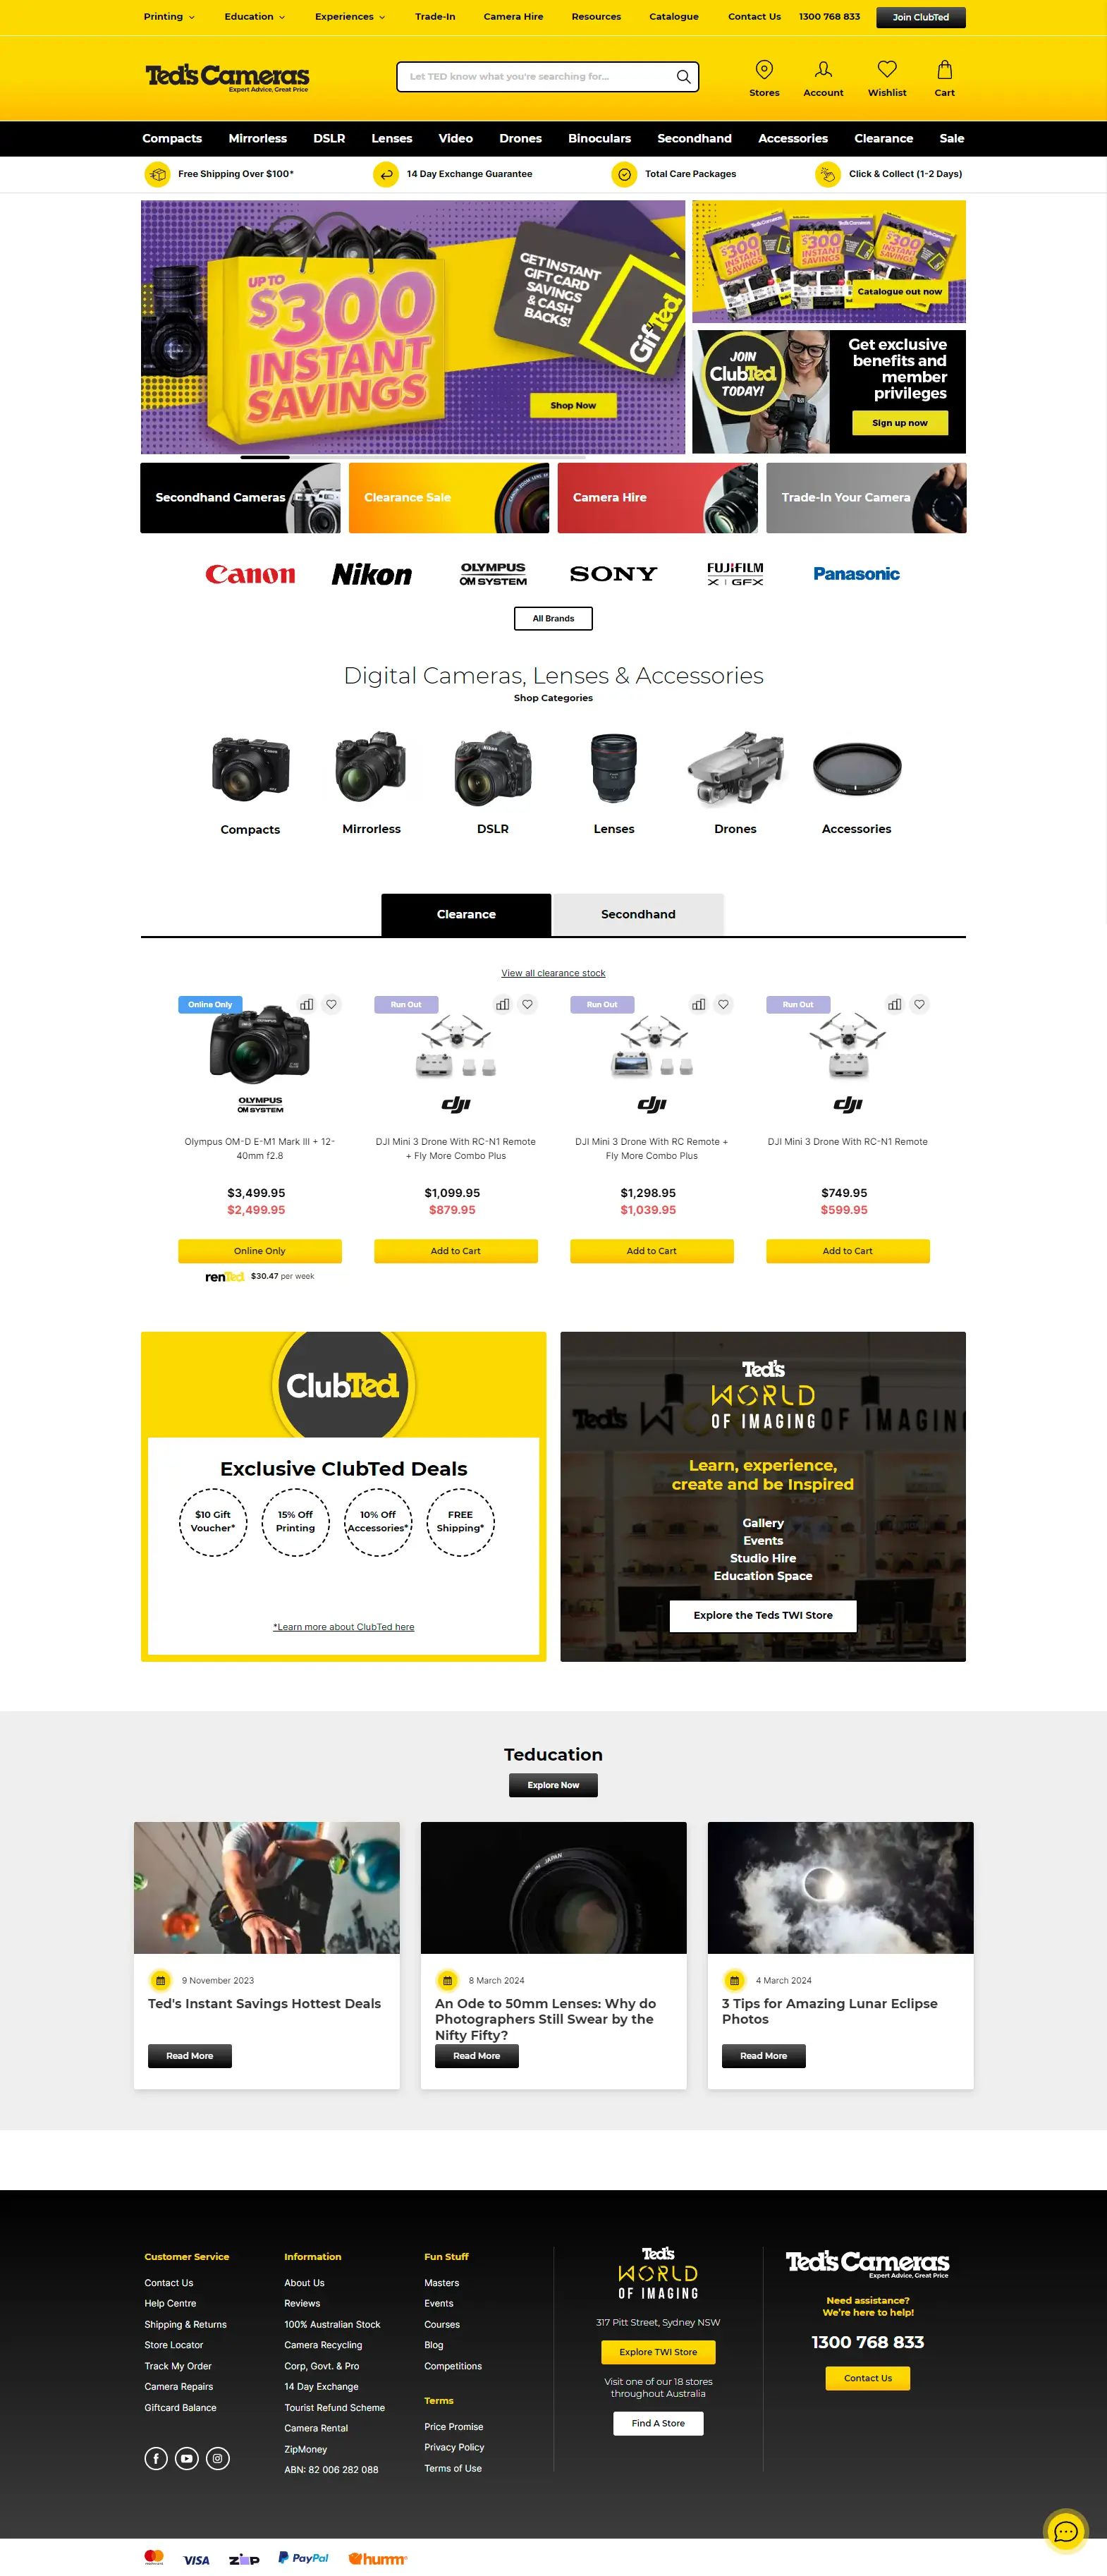 Printing
Education
Experiences
Trade-In
Camera Hire
Resources
Catalogue
Contact Us
1300 768 833
Join ClubTed
Ted's Cameras
Expert Advice, Great Price
Let TED know what you're searching for...
Stores
Account
Wishlist
Cart
Compacts
Mirrorless
DSLR
Lenses
Video
Drones
Binoculars
Secondhand
Accessories
Clearance
Sale
Free Shipping Over $100*
14 Day Exchange Guarantee
Total Care Packages
Click & Collect (1-2 Days)
UP TO
$300
INSTANT
SAVINGS
GET INSTANT
GIFT CARD
SAVINGS
& CASH
BACKS!
GifTed
Shop Now
$300
INSTANT
SAVINGS
$300
INSTANT
SAVINGS
$300
INSTANT
SAVINGS
Catalogue out now
JOIN
ClubTed
TODAY!
Get exclusive
benefits and
member
privileges
Sign up now
Secondhand Cameras
Clearance Sale
Camera Hire
Trade-In Your Camera
Canon
Nikon
OLYMPUS
OM SYSTEM
SONY
FUJIFILM
X | GFX
Panasonic
All Brands
Digital Cameras, Lenses & Accessories
Shop Categories
Compacts
Mirrorless
DSLR
Lenses
Drones
Accessories
Clearance
Secondhand
View all clearance stock
Online Only
Run Out
Run Out
Run Out
OLYMPUS
OM SYSTEM
dji
dji
dji
Olympus OM-D E-M1 Mark III + 12-
40mm f2.8
DJI Mini 3 Drone With RC-N1 Remote
+ Fly More Combo Plus
DJI Mini 3 Drone With RC Remote +
Fly More Combo Plus
DJI Mini 3 Drone With RC-N1 Remote
$3,499.95
$2,499.95
$1,099.95
$879.95
$1,298.95
$1,039.95
$749.95
$599.95
Online Only
Add to Cart
Add to Cart
Add to Cart
renTed $30.47 per week
ClubTed
Exclusive ClubTed Deals
$10 Gift
Voucher*
15% Off
Printing
10% Off
Accessories*
FREE
Shipping*
*Learn more about ClubTed here
Ted's
WORLD
OF IMAGING
Learn, experience,
create and be Inspired
Gallery
Events
Studio Hire
Education Space
Explore the Teds TWI Store
Teducation
Explore Now
9 November 2023
Ted's Instant Savings Hottest Deals
Read More
8 March 2024
An Ode to 50mm Lenses: Why do
Photographers Still Swear by the
Nifty Fifty?
Read More
4 March 2024
3 Tips for Amazing Lunar Eclipse
Photos
Read More
Customer Service
Contact Us
Help Centre
Shipping & Returns
Store Locator
Track My Order
Camera Repairs
Giftcard Balance
Information
About Us
Reviews
100% Australian Stock
Camera Recycling
Corp, Govt. & Pro
14 Day Exchange
Tourist Refund Scheme
Camera Rental
ZipMoney
ABN: 82 006 282 088
Fun Stuff
Masters
Events
Courses
Blog
Competitions
Terms
Price Promise
Privacy Policy
Terms of Use
Ted's
WORLD
OF IMAGING
317 Pitt Street, Sydney NSW
Explore TWI Store
Visit one of our 18 stores
throughout Australia
Find A Store
Ted's Cameras
Expert Advice, Great Price
Need assistance?
We're here to help!
1300 768 833
Contact Us
mastercard
VISA
ZIP
PayPal
humm